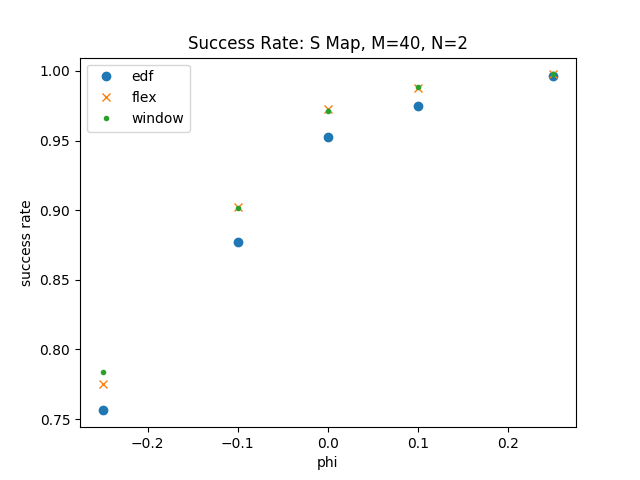 Success Rate: S Map, M=40, N=2
edf
flex
window
success rate
1.00
0.95
0.90
0.85
0.80
0.75
−0.2
−0.1
0.0
0.1
0.2
phi